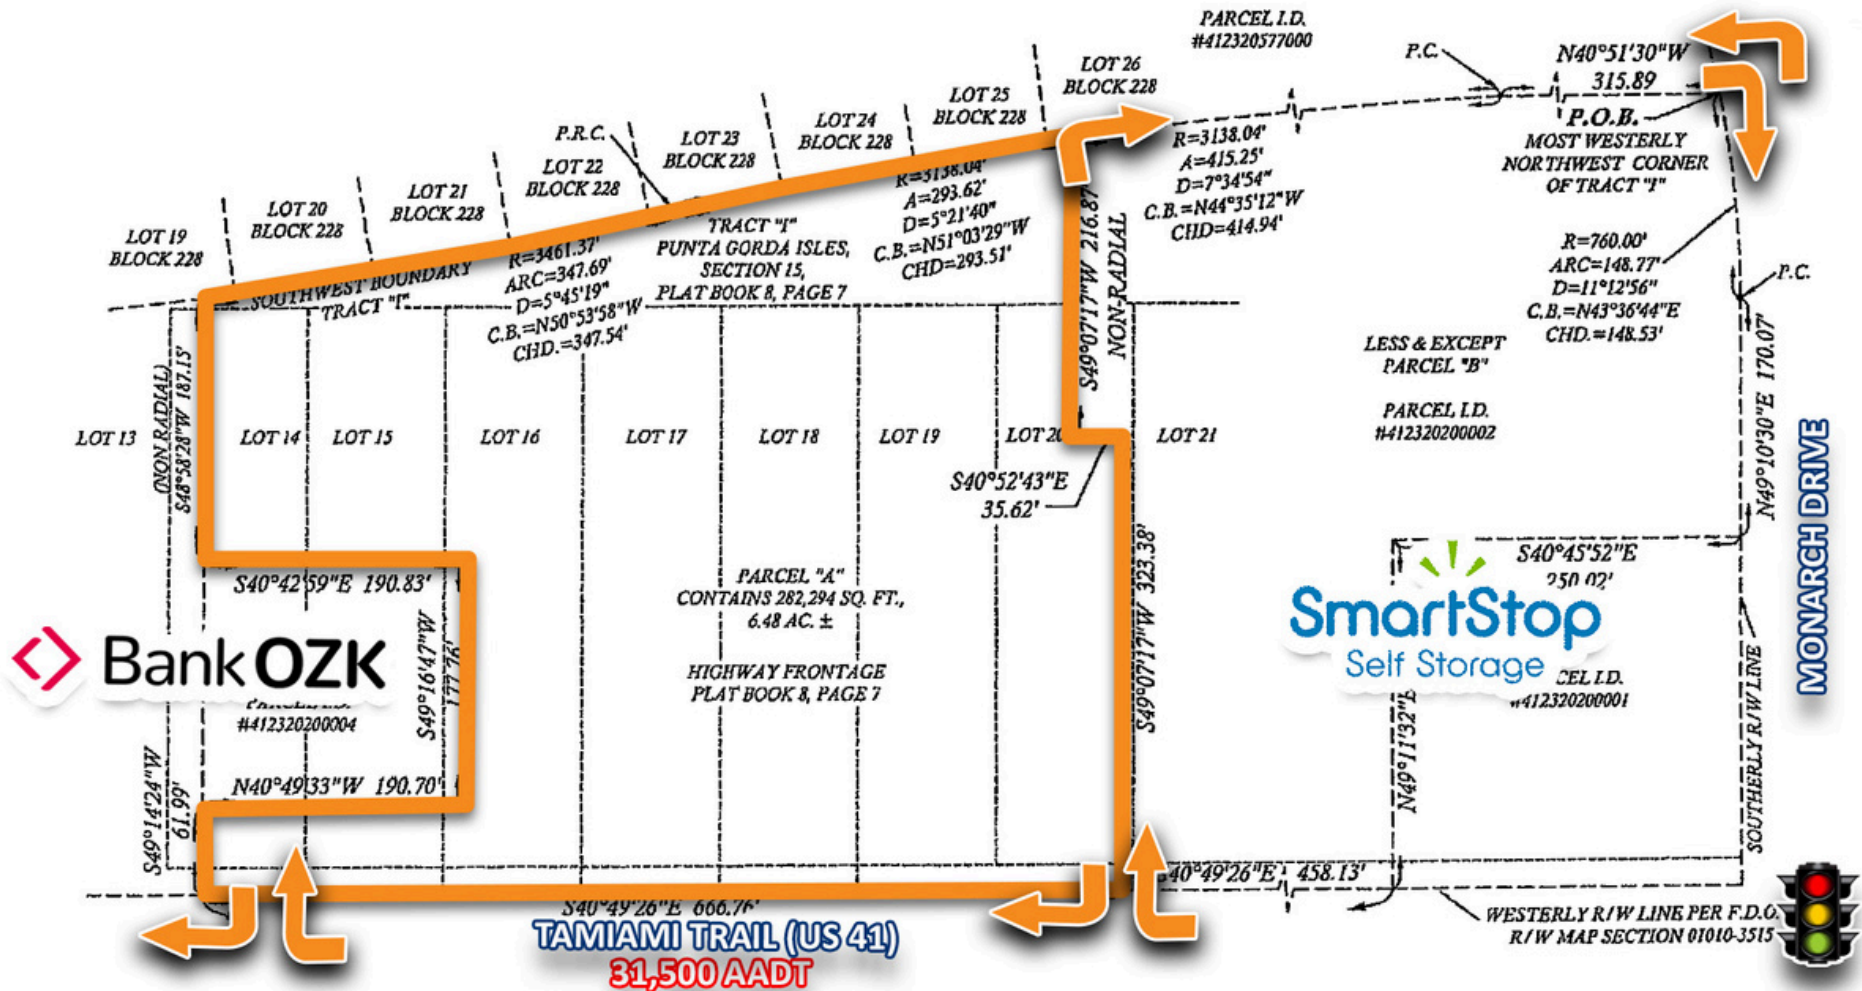 PARCEL I.D.
#412320577000
P.C.
N40°51'30"W
315.89
P.O.B.
MOST WESTERLY
NORTHWEST CORNER
OF TRACT "I"
LOT 26
BLOCK 228
LOT 25
BLOCK 228
LOT 24
BLOCK 228
LOT 23
BLOCK 228
P.R.C.
LOT 22
BLOCK 228
LOT 21
BLOCK 228
LOT 20
BLOCK 228
LOT 19
BLOCK 228
R=3138.04'
A=415.25'
D=7°34'54"
C.B.=N44°35'12"W
CHD=414.94'
R=3138.04'
A=293.62'
D=5°21'40"
C.B.=N51°03'29"W
CHD=293.51'
TRACT "I"
PUNTA GORDA ISLES,
SECTION 15,
PLAT BOOK 8, PAGE 7
R=3461.37'
ARC=347.69'
D=5°45'19"
C.B.=N50°53'58"W
CHD.=347.54'
SOUTHWEST BOUNDARY
TRACT "I"
S49°07'17"W 216.87'
NON-RADIAL
R=760.00'
ARC=148.77'
D=11°12'56"
C.B.=N43°36'44"E
CHD.=148.53'
P.C.
LESS & EXCEPT
PARCEL "B"
PARCEL I.D.
#412320200002
N49°10'30"E 170.07'
MONARCH DRIVE
(NON RADIAL)
S48°58'28"W 187.15'
LOT 13
LOT 14
LOT 15
LOT 16
LOT 17
LOT 18
LOT 19
LOT 20
LOT 21
S40°52'43"E
35.62'
S40°42'59"E 190.83'
S49°16'47"W
177.76'
Bank OZK
#412320200004
N40°49'33"W 190.70'
S49°14'24"W
61.99'
PARCEL "A"
CONTAINS 282,294 SQ. FT.,
6.48 AC. ±
HIGHWAY FRONTAGE
PLAT BOOK 8, PAGE 7
S49°07'17"W 323.38'
S40°45'52"E
250.02'
SmartStop
Self Storage
#412320200001
N49°11'32"E
SOUTHERLY R/W LINE
S40°49'26"E 458.13'
S40°49'26"E 666.76'
WESTERLY R/W LINE PER F.D.O.
R/W MAP SECTION 01010-3515
TAMIAMI TRAIL (US 41)
31,500 AADT